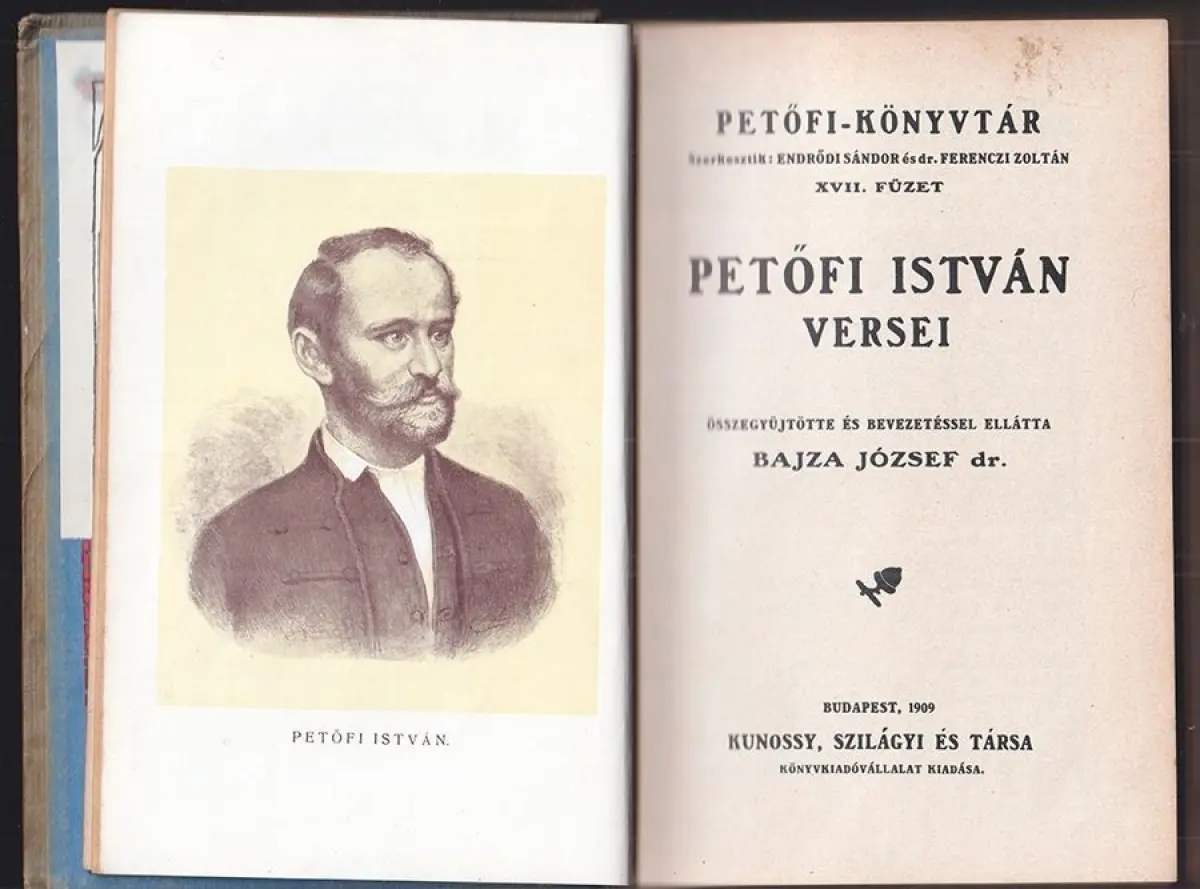 PETŐFI ISTVÁN.
PETŐFI-KÖNYVTÁR
Szerkesztik: ENDRŐDI SÁNDOR és dr. FERENCZI ZOLTÁN
XVII. FÜZET
PETŐFI ISTVÁN
VERSEI
ÖSSZEGYŰJTÖTTE ÉS BEVEZETÉSSEL ELLÁTTA
BAJZA JÓZSEF dr.
BUDAPEST, 1909
KUNOSSY, SZILÁGYI ÉS TÁRSA
KÖNYVKIADÓVÁLLALAT KIADÁSA.